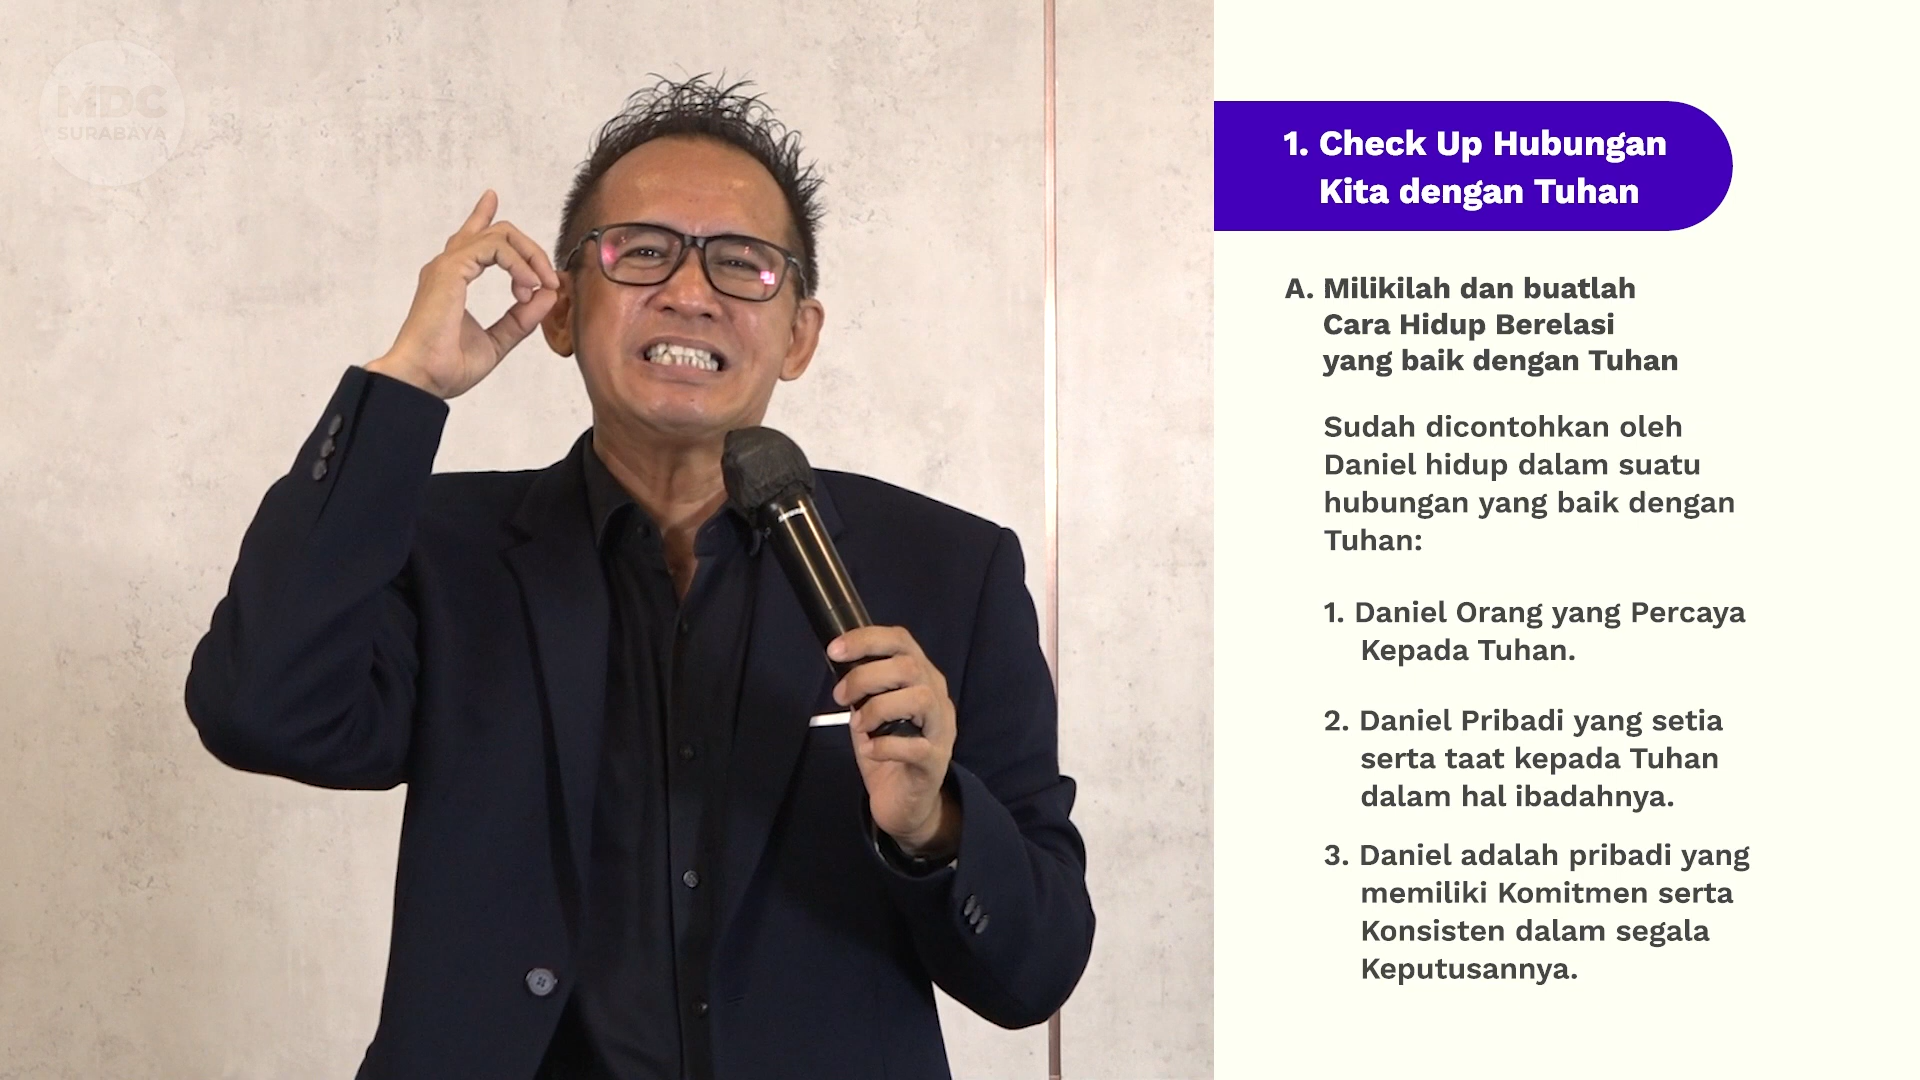 MDC
SURABAYA
1. Check Up Hubungan
Kita dengan Tuhan
A. Milikilah dan buatlah
Cara Hidup Berelasi
yang baik dengan Tuhan
Sudah dicontohkan oleh
Daniel hidup dalam suatu
hubungan yang baik dengan
Tuhan:
1. Daniel Orang yang Percaya
Kepada Tuhan.
2. Daniel Pribadi yang setia
serta taat kepada Tuhan
dalam hal ibadahnya.
3. Daniel adalah pribadi yang
memiliki Komitmen serta
Konsisten dalam segala
Keputusannya.